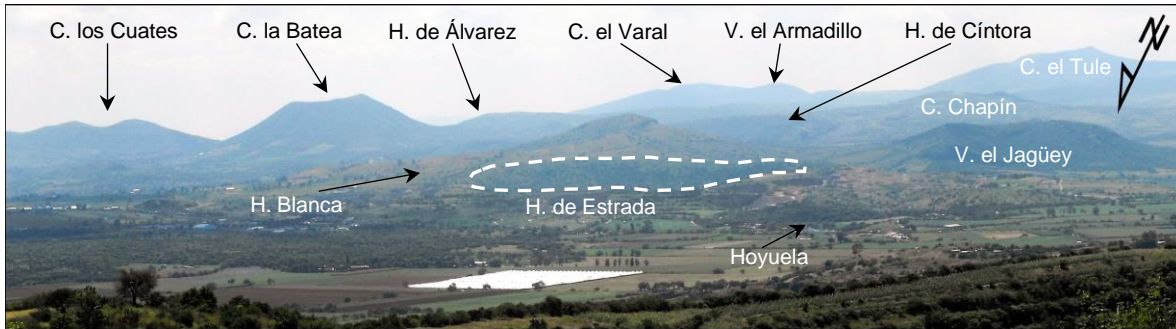 C. los Cuates
C. la Batea
H. de Álvarez
C. el Varal
V. el Armadillo
H. de Cíntora
N
C. el Tule
C. Chapín
V. el Jagüey
H. Blanca
H. de Estrada
Hoyuela